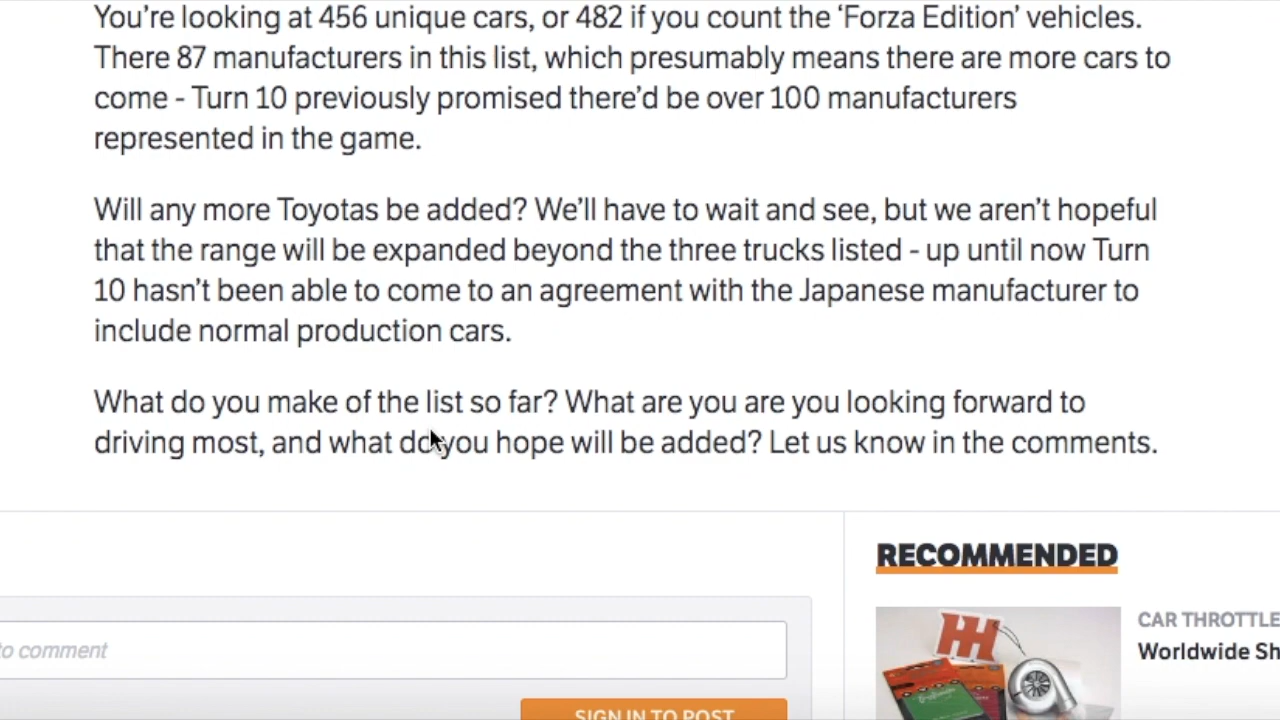 You’re looking at 456 unique cars, or 482 if you count the ‘Forza Edition’ vehicles.
There 87 manufacturers in this list, which presumably means there are more cars to
come - Turn 10 previously promised there’d be over 100 manufacturers
represented in the game.
Will any more Toyotas be added? We’ll have to wait and see, but we aren’t hopeful
that the range will be expanded beyond the three trucks listed - up until now Turn
10 hasn’t been able to come to an agreement with the Japanese manufacturer to
include normal production cars.
What do you make of the list so far? What are you are you looking forward to
driving most, and what do you hope will be added? Let us know in the comments.
RECOMMENDED
to comment
SIGN IN TO POST
CAR THROTTLE
Worldwide Sh